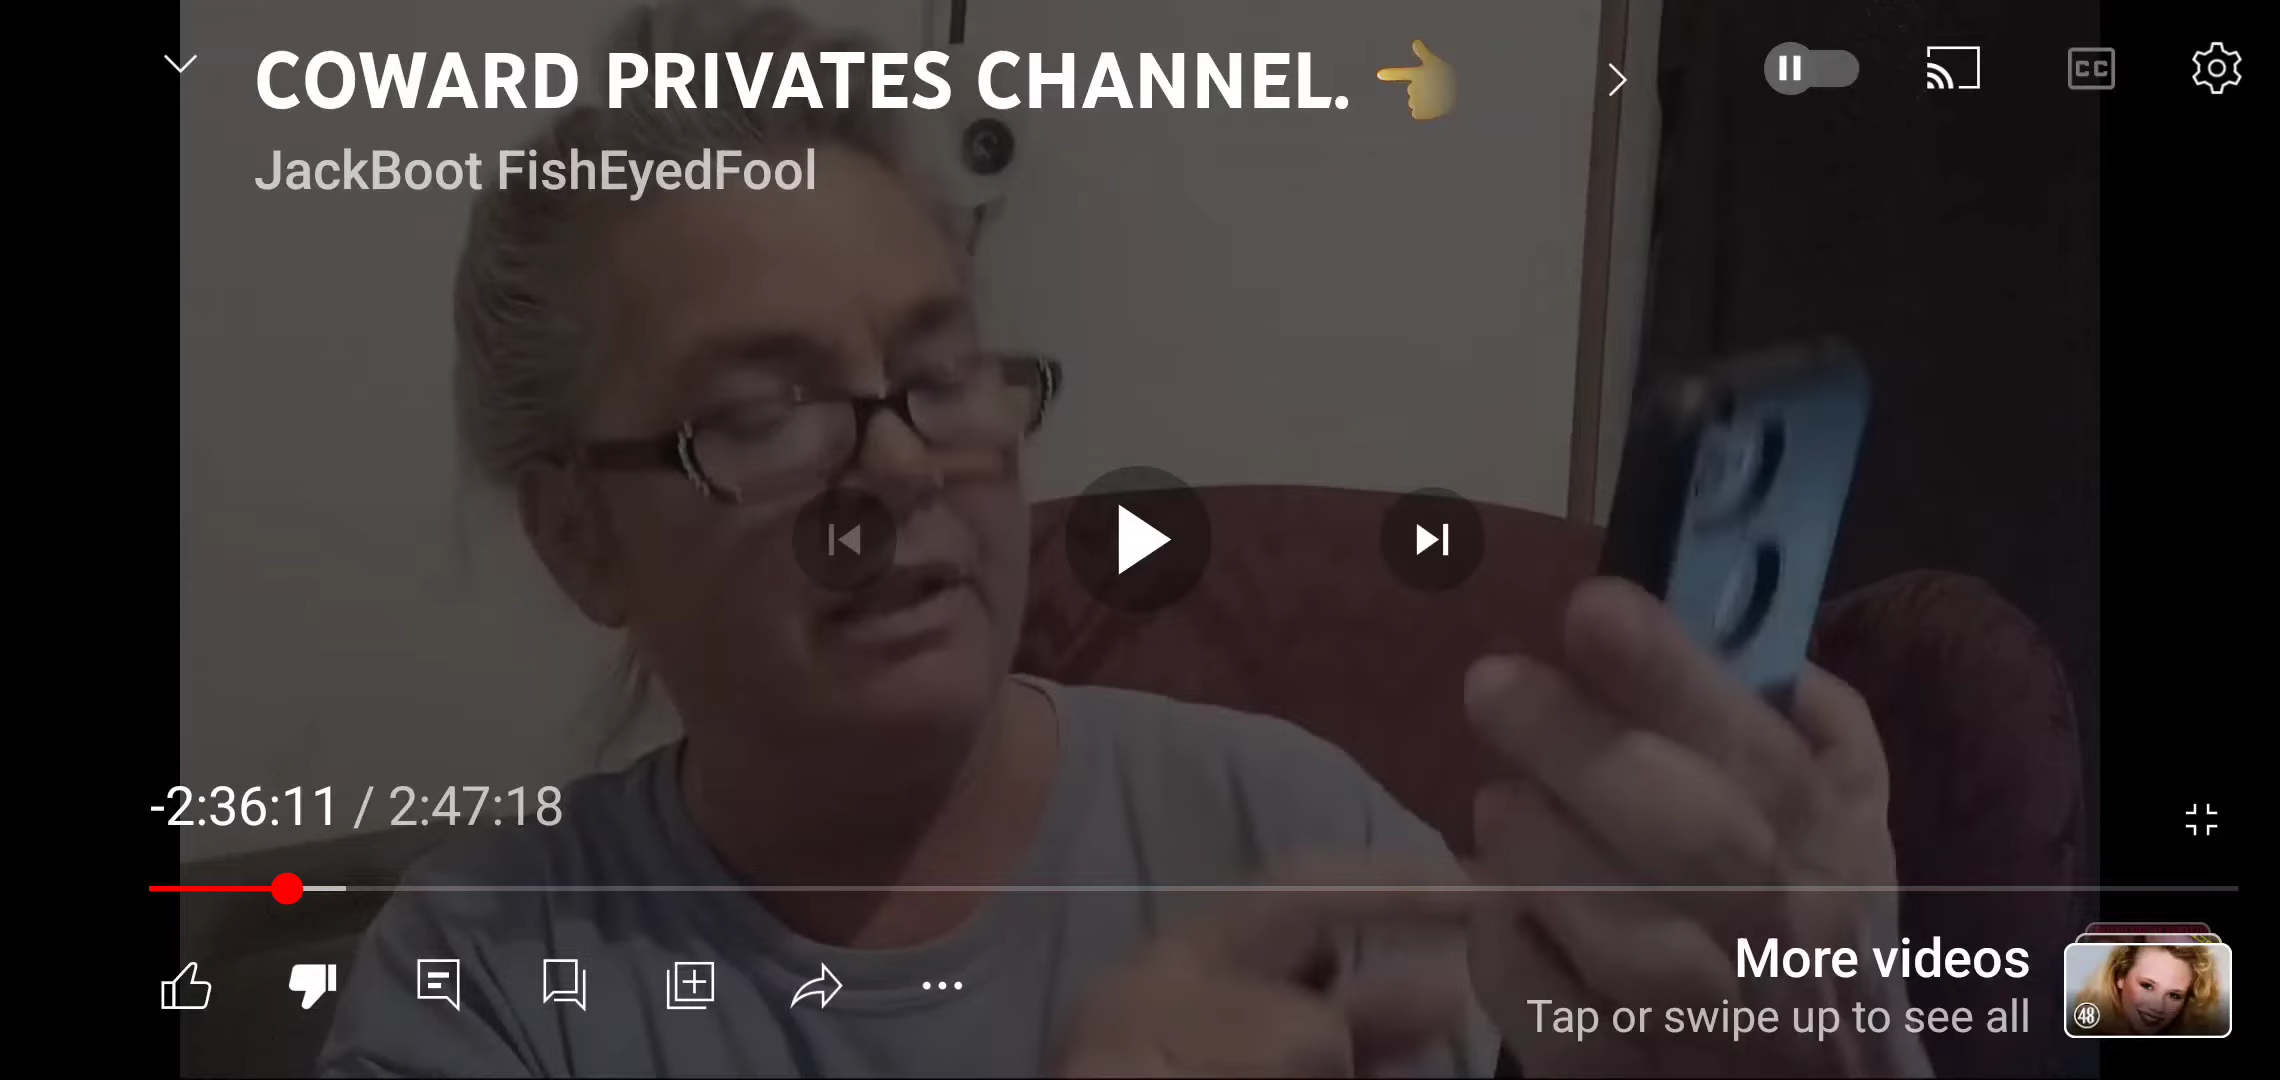 COWARD PRIVATES CHANNEL. 👈
JackBoot FishEyedFool
CC
-2:36:11 / 2:47:18
More videos
Tap or swipe up to see all
48